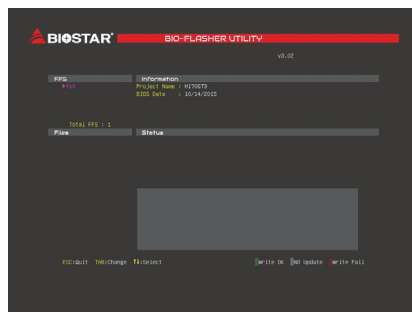 BIOSTAR
BIO-FLASHER UTILITY
v3.02
FFS
Information
Project Name : H170GT3
BIOS Date : 10/14/2015
Total FFS : 1
Files
Status
ESC:Quit TAB:Change ↑↓:Select
Write OK NO Update Write Fail